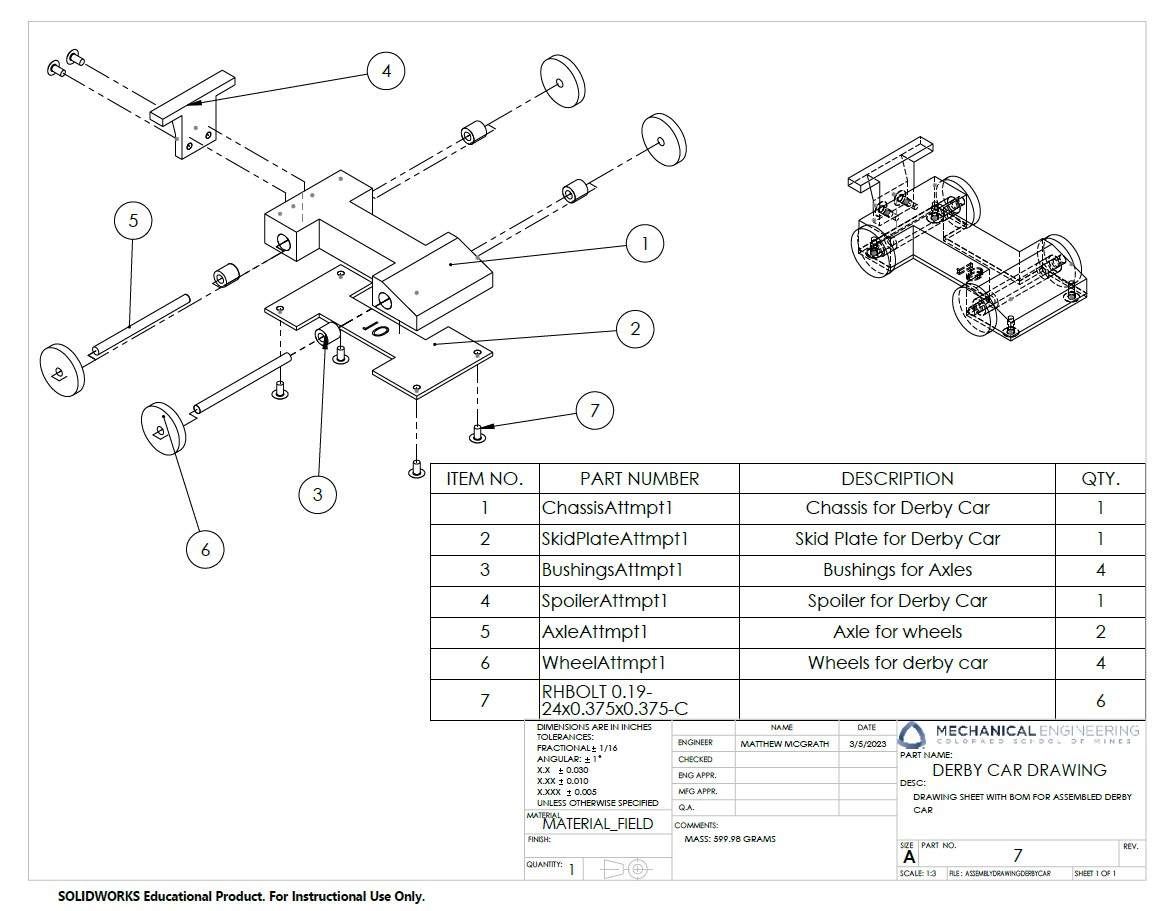 4
5
1
2
10
7
3
6
ITEM NO. PART NUMBER DESCRIPTION QTY.
1 ChassisAttmpt1 Chassis for Derby Car 1
2 SkidPlateAttmpt1 Skid Plate for Derby Car 1
3 BushingsAttmpt1 Bushings for Axles 4
4 SpoilerAttmpt1 Spoiler for Derby Car 1
5 AxleAttmpt1 Axle for wheels 2
6 WheelAttmpt1 Wheels for derby car 4
7 RHBOLT 0.19-
24x0.375x0.375-C 6
DIMENSIONS ARE IN INCHES
TOLERANCES:
FRACTIONAL± 1/16
ANGULAR: ± 1°
X.X ± 0.030
X.XX ± 0.010
X.XXX ± 0.005
UNLESS OTHERWISE SPECIFIED
MATERIAL
MATERIAL_FIELD
FINISH:
QUANTITY: 1
NAME DATE
ENGINEER MATTHEW MCGRATH 3/5/2023
CHECKED
ENG APPR.
MFG APPR.
Q.A.
COMMENTS:
MASS: 599.98 GRAMS
MECHANICAL ENGINEERING
COLORADO SCHOOL OF MINES
PART NAME:
DERBY CAR DRAWING
DESC:
DRAWING SHEET WITH BOM FOR ASSEMBLED DERBY
CAR
SIZE PART NO. REV.
A 7
SCALE: 1:3 FILE: ASSEMBLYDRAWINGDERBYCAR SHEET 1 OF 1
SOLIDWORKS Educational Product. For Instructional Use Only.